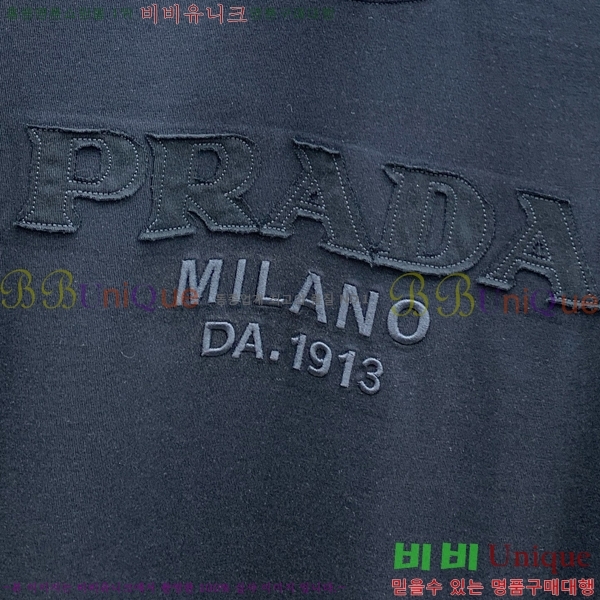 비비유니크
PRADA
MILANO
DA.1913
BBUniQue BBUniQue
비비 Unique
믿을수 있는 명품구매대행